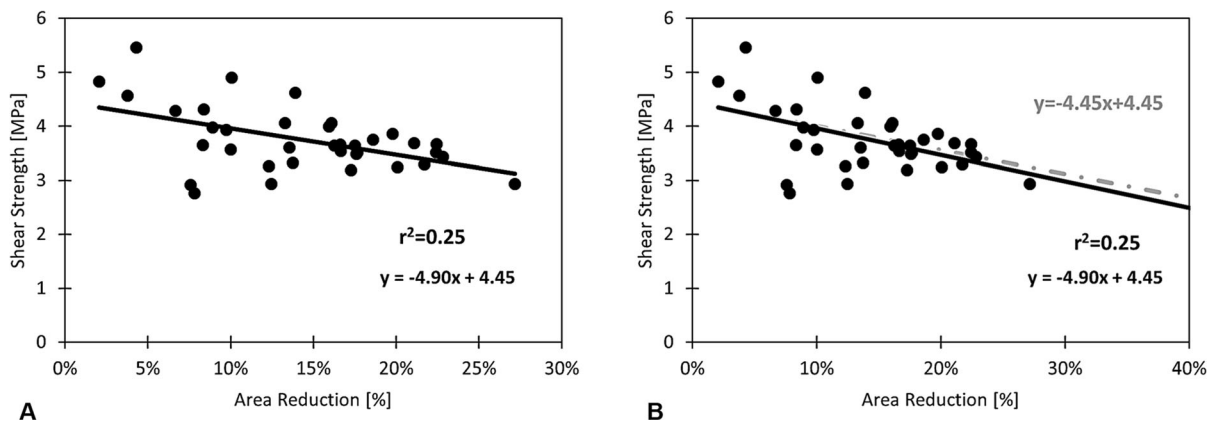 6
5
4
3
2
1
0
Shear Strength [MPa]
r²=0.25
y = -4.90x + 4.45
0% 5% 10% 15% 20% 25% 30%
Area Reduction [%]
A
6
5
4
3
2
1
0
Shear Strength [MPa]
y=-4.45x+4.45
r²=0.25
y = -4.90x + 4.45
0% 10% 20% 30% 40%
Area Reduction [%]
B